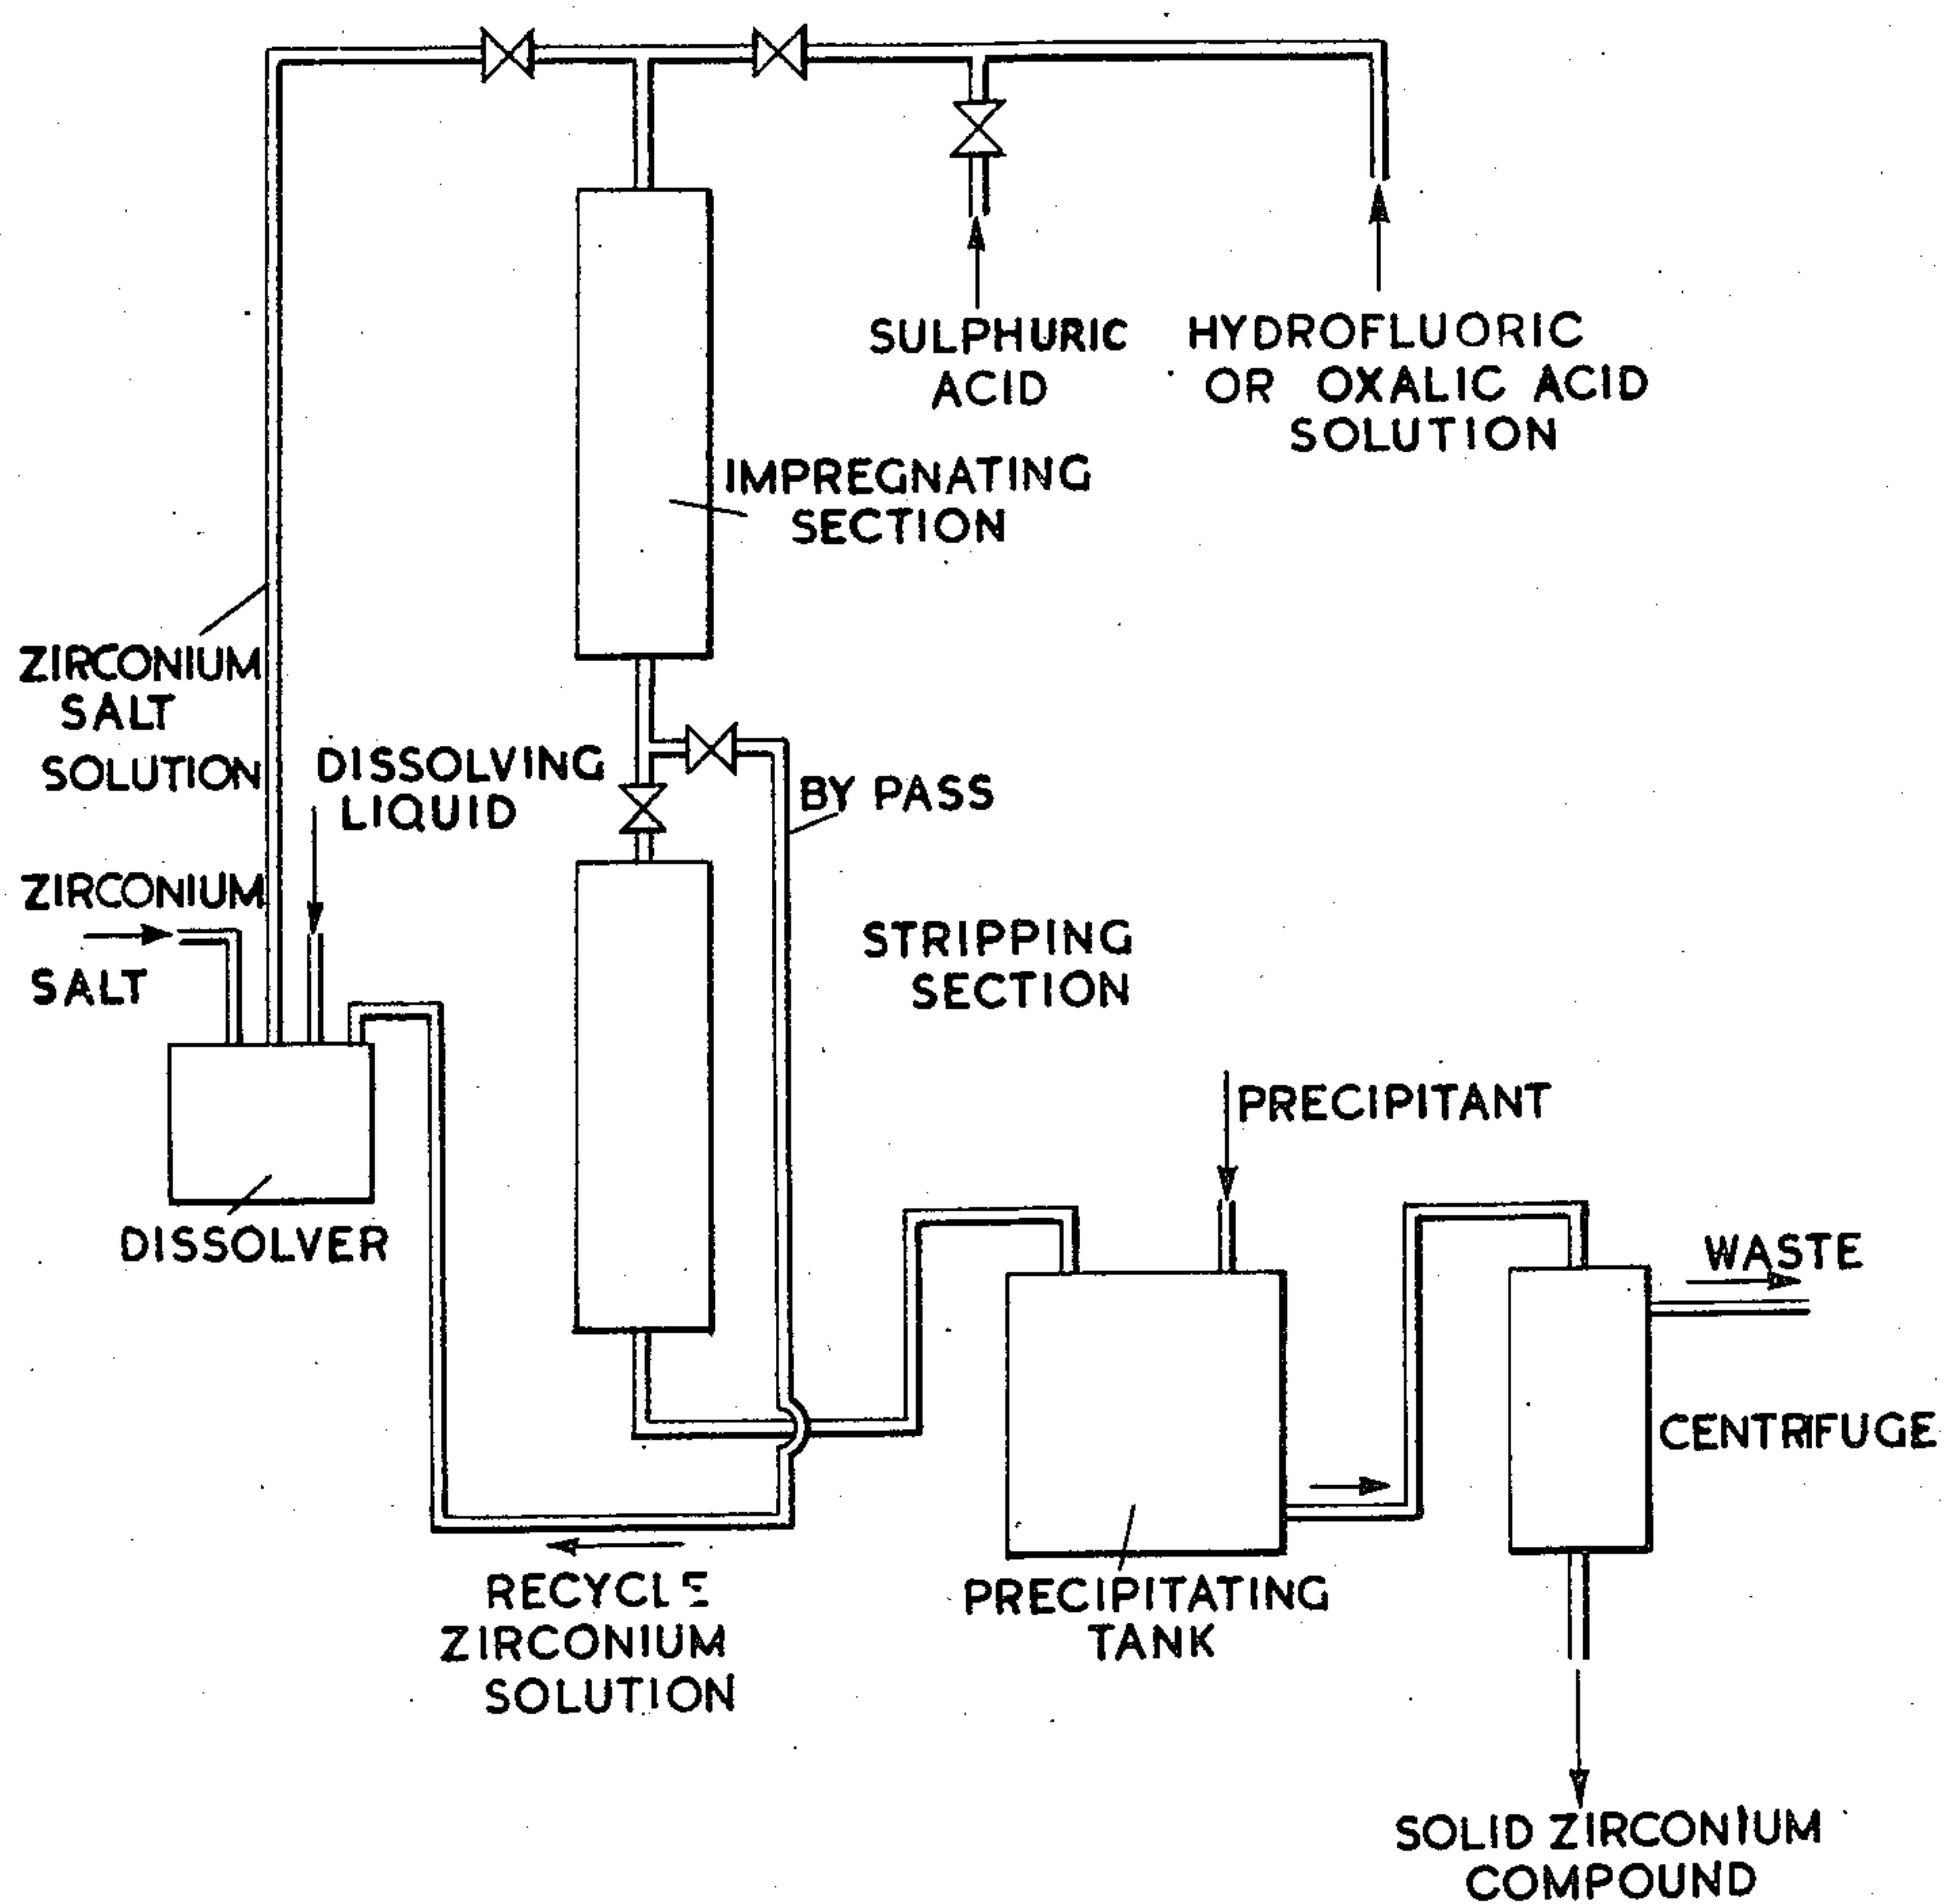 SULPHURIC
ACID
HYDROFLUORIC
OR OXALIC ACID
SOLUTION
IMPREGNATING
SECTION
ZIRCONIUM
SALT
SOLUTION
DISSOLVING
LIQUID
BY PASS
ZIRCONIUM
SALT
STRIPPING
SECTION
PRECIPITANT
DISSOLVER
WASTE
CENTRIFUGE
RECYCLE
ZIRCONIUM
SOLUTION
PRECIPITATING
TANK
SOLID ZIRCONIUM
COMPOUND